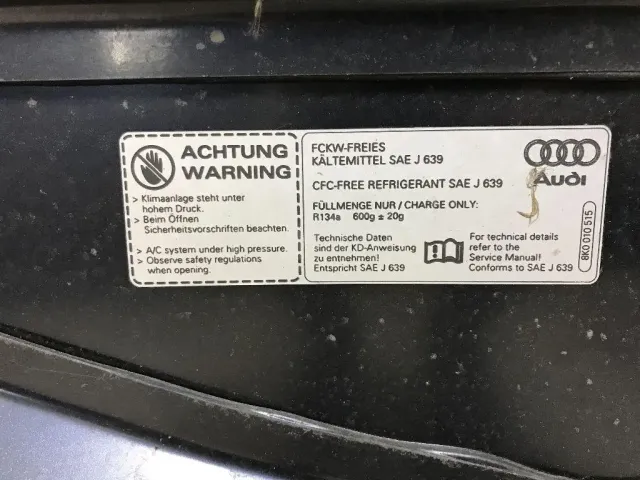 ACHTUNG
WARNING
> Klimaanlage steht unter
hohem Druck.
> Beim Öffnen
Sicherheitsvorschriften beachten.
> A/C system under high pressure.
> Observe safety regulations
when opening.
FCKW-FREIES
KÄLTEMITTEL SAE J 639
CFC-FREE REFRIGERANT SAE J 639
FÜLLMENGE NUR / CHARGE ONLY:
R134a 600g ± 20g
Technische Daten
sind der KD-Anweisung
zu entnehmen!
Entspricht SAE J 639
For technical details
refer to the
Service Manual!
Conforms to SAE J 639
Audi
8K0 010 515